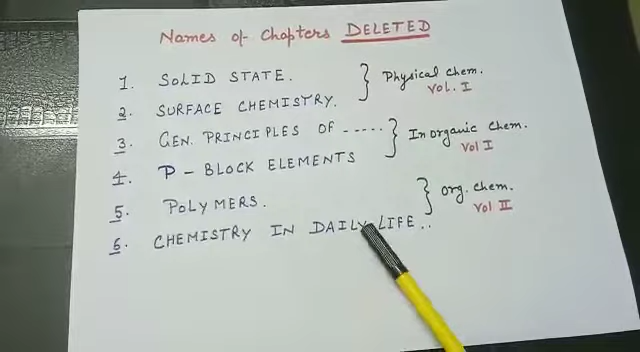 Names of Chapters DELETED
1. SOLID STATE. } Physical Chem.
VOL. I
2. SURFACE CHEMISTRY.
3. GEN. PRINCIPLES OF ..... } Inorganic Chem.
Vol I
4. P - BLOCK ELEMENTS
5. POLYMERS. } Org. Chem.
Vol II
6. CHEMISTRY IN DAILY LIFE..